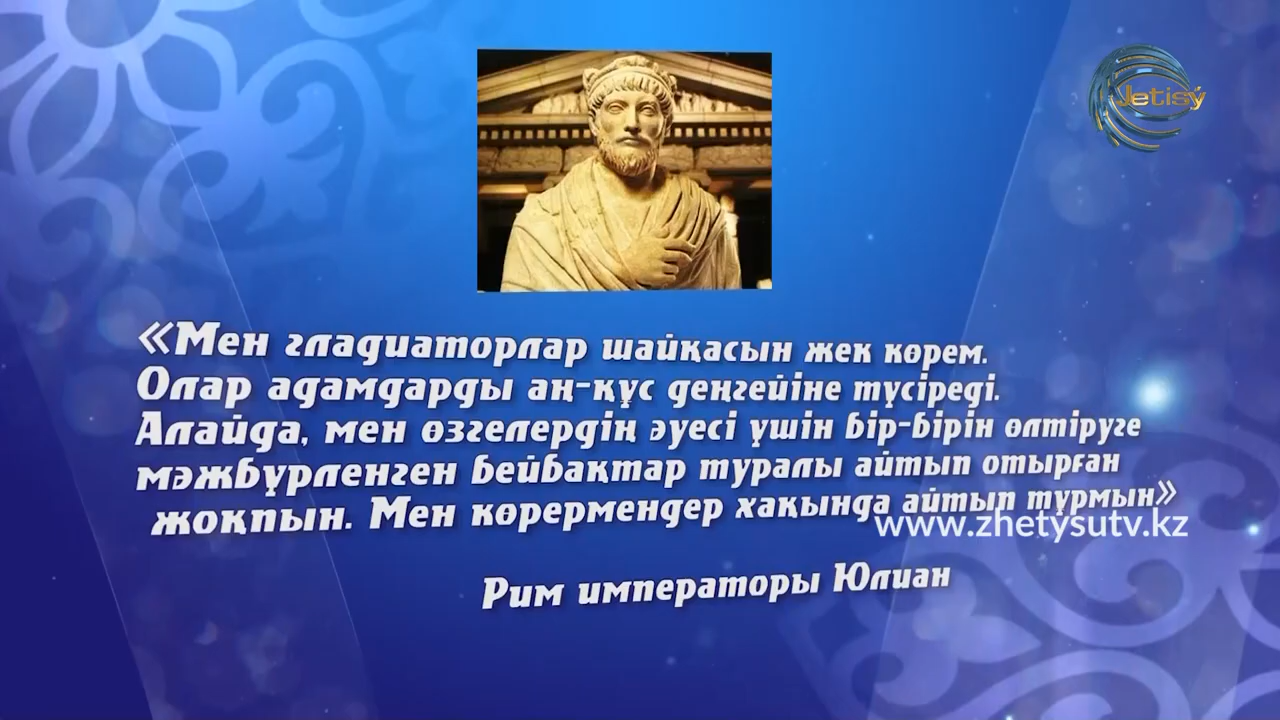 Jetisý
«Мен гладиаторлар шайқасын жек көрем.
Олар адамдарды аң-құс деңгейіне түсіреді.
Алайда, мен өзгелердің әуесі үшін бір-бірін өлтіруге
мәжбүрленген бейбақтар туралы айтып отырған
жоқпын. Мен көрермендер хақында айтып тұрмын»
www.zhetysutv.kz
Рим императоры Юлиан